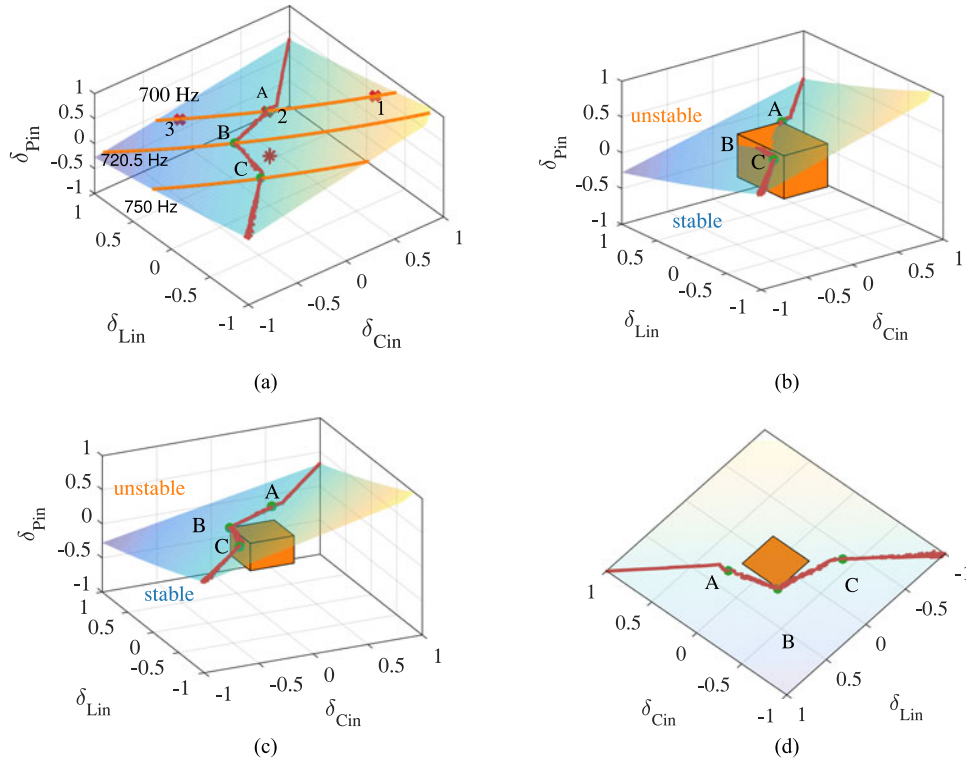 1
0.5
0
-0.5
-1
δPin
700 Hz
720.5 Hz
750 Hz
A
B
C
1
2
3
1
0.5
0
-0.5
-1
δLin
-1
-0.5
0
0.5
1
δCin
(a)
1
0.5
0
-0.5
-1
δPin
unstable
stable
A
B
C
1
0.5
0
-0.5
-1
δLin
-1
-0.5
0
0.5
1
δCin
(b)
1
0.5
0
-0.5
-1
δPin
unstable
stable
A
B
C
1
0.5
0
-0.5
-1
δLin
-1
-0.5
0
0.5
1
δCin
(c)
A
B
C
1
0.5
0
-0.5
-1
δCin
1
0.5
0
-0.5
-1
δLin
(d)